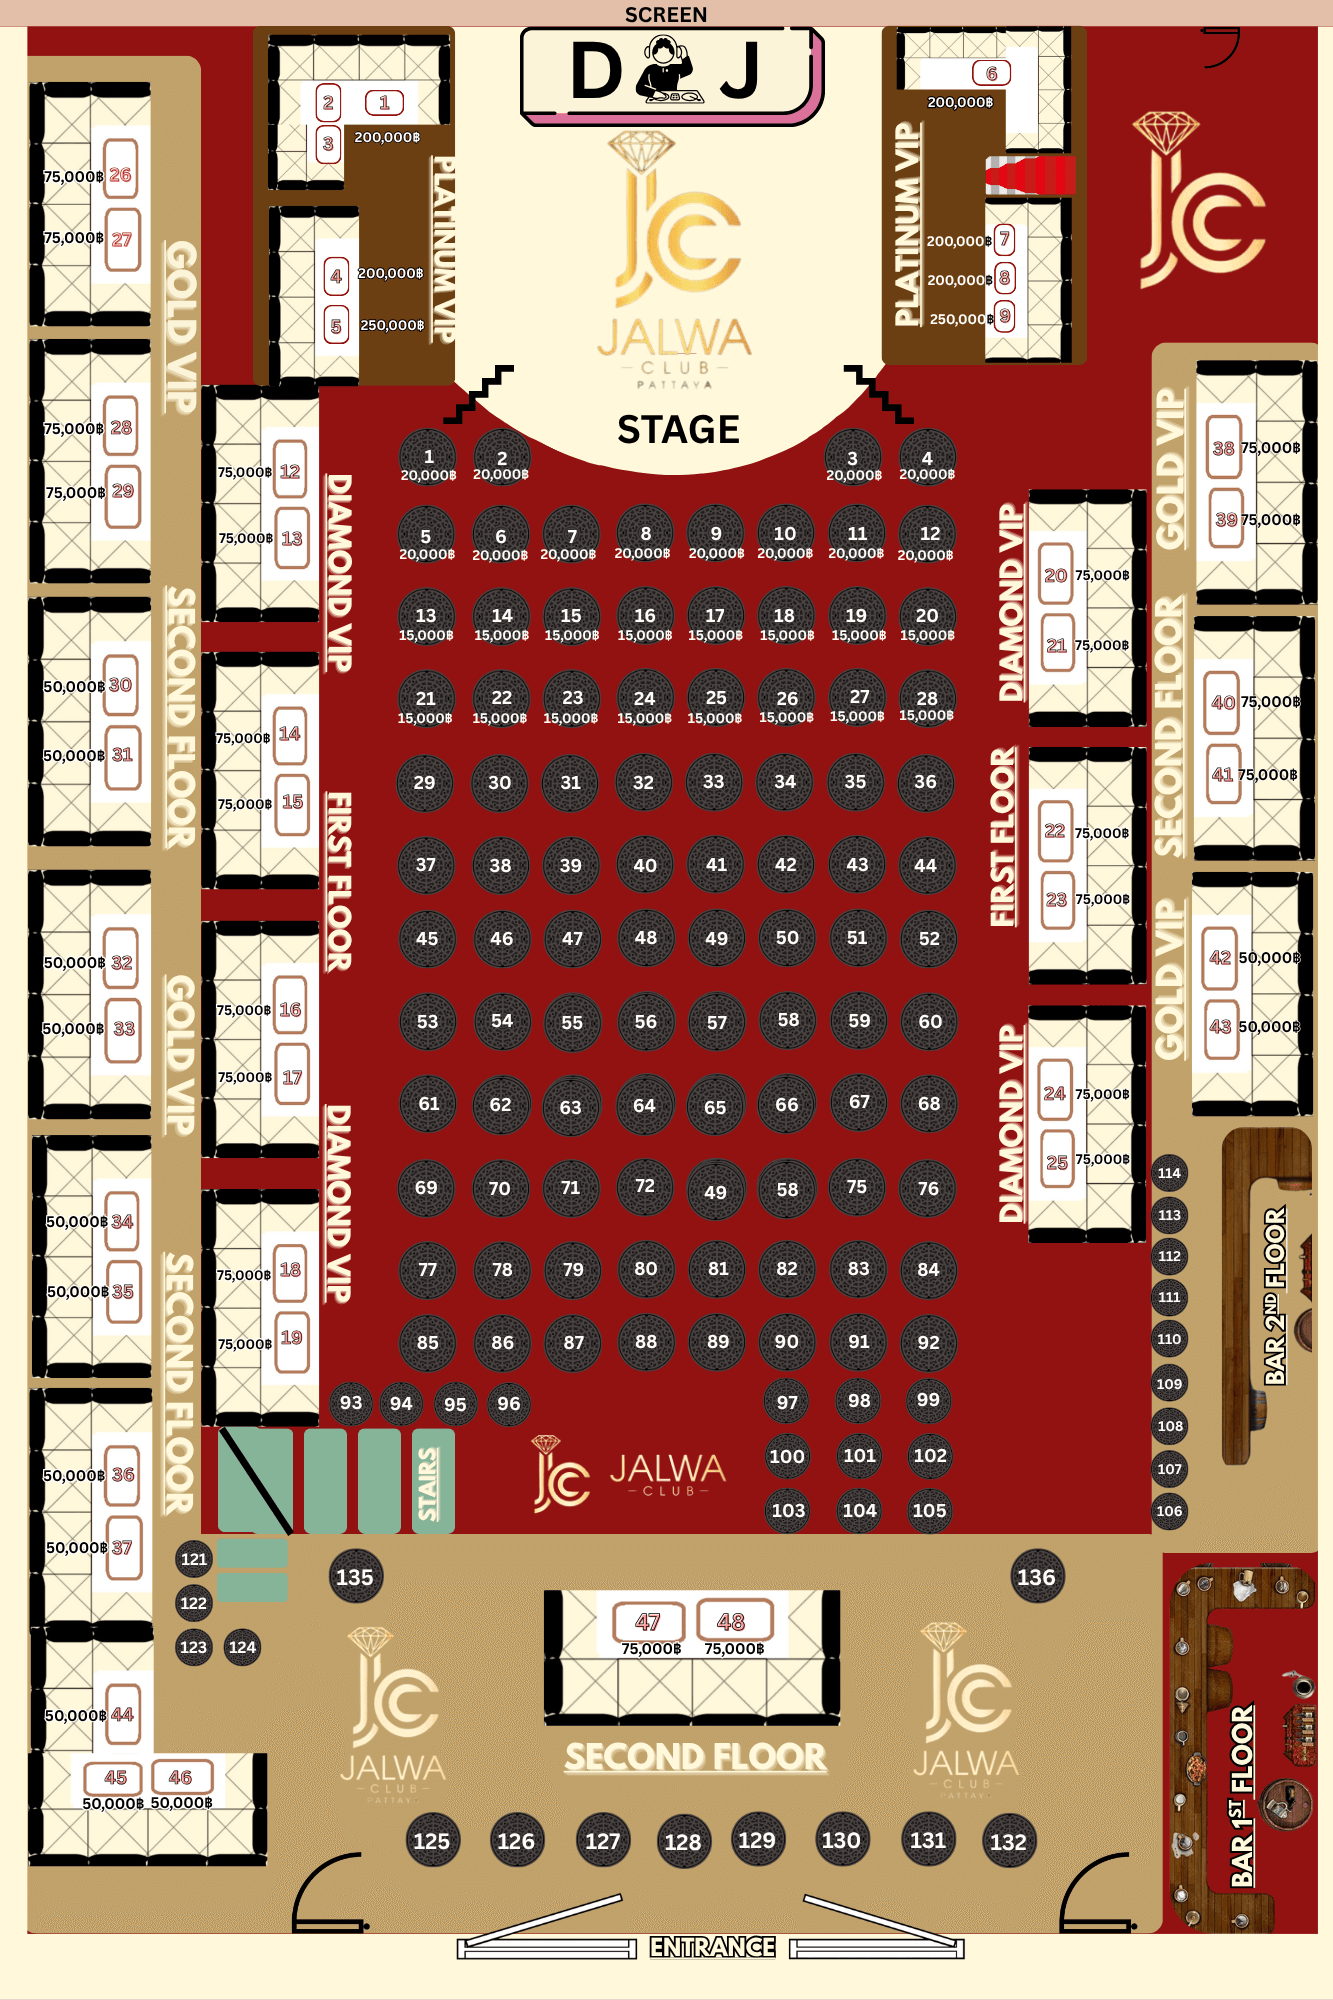 SCREEN
D J
2 1
3
200,000฿
4
200,000฿
5
250,000฿
PLATINUM VIP
6
200,000฿
7
200,000฿
8
200,000฿
9
250,000฿
PLATINUM VIP
JC
JALWA
-CLUB-
PATTAYA
STAGE
JC
75,000฿ 26
75,000฿ 27
GOLD VIP
75,000฿ 28
75,000฿ 29
50,000฿ 30
50,000฿ 31
SECOND FLOOR
50,000฿ 32
50,000฿ 33
GOLD VIP
50,000฿ 34
50,000฿ 35
SECOND FLOOR
50,000฿ 36
50,000฿ 37
50,000฿ 44
45 46
50,000฿ 50,000฿
75,000฿ 12
75,000฿ 13
DIAMOND VIP
75,000฿ 14
75,000฿ 15
FIRST FLOOR
75,000฿ 16
75,000฿ 17
DIAMOND VIP
75,000฿ 18
75,000฿ 19
1 2 3 4
20,000฿ 20,000฿ 20,000฿ 20,000฿
5 6 7 8 9 10 11 12
20,000฿ 20,000฿ 20,000฿ 20,000฿ 20,000฿ 20,000฿ 20,000฿ 20,000฿
13 14 15 16 17 18 19 20
15,000฿ 15,000฿ 15,000฿ 15,000฿ 15,000฿ 15,000฿ 15,000฿ 15,000฿
21 22 23 24 25 26 27 28
15,000฿ 15,000฿ 15,000฿ 15,000฿ 15,000฿ 15,000฿ 15,000฿ 15,000฿
29 30 31 32 33 34 35 36
37 38 39 40 41 42 43 44
45 46 47 48 49 50 51 52
53 54 55 56 57 58 59 60
61 62 63 64 65 66 67 68
69 70 71 72 49 58 75 76
77 78 79 80 81 82 83 84
85 86 87 88 89 90 91 92
93 94 95 96 97 98 99
100 101 102
103 104 105
STAIRS
JC JALWA
-CLUB-
DIAMOND VIP
20 75,000฿
21 75,000฿
FIRST FLOOR
22 75,000฿
23 75,000฿
DIAMOND VIP
24 75,000฿
25 75,000฿
GOLD VIP
38 75,000฿
39 75,000฿
SECOND FLOOR
40 75,000฿
41 75,000฿
GOLD VIP
42 50,000฿
43 50,000฿
114
113
112
111
110
109
108
107
106
BAR 2ND FLOOR
121
122
123 124
135
136
47 48
75,000฿ 75,000฿
SECOND FLOOR
JC
JALWA
-CLUB-
PATTAYA
JC
JALWA
-CLUB-
PATTAYA
125 126 127 128 129 130 131 132
BAR 1ST FLOOR
ENTRANCE